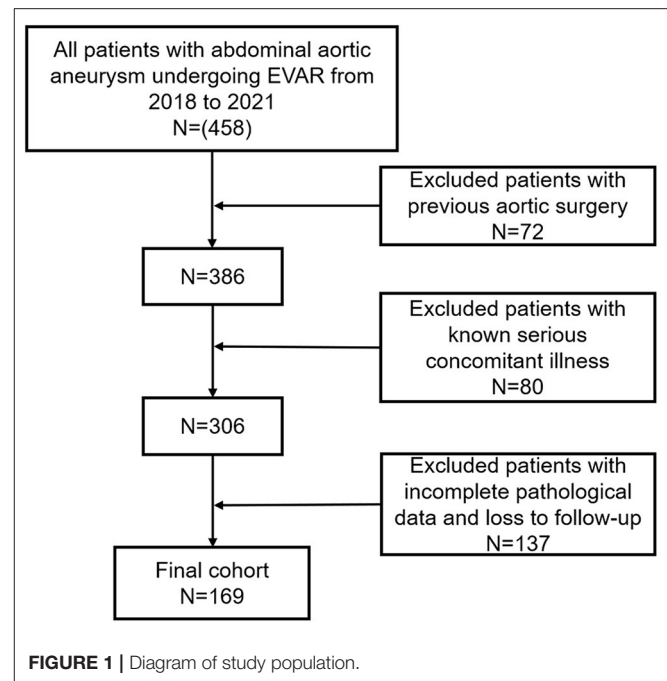 All patients with abdominal aortic
aneurysm undergoing EVAR from
2018 to 2021
N=(458)
Excluded patients with
previous aortic surgery
N=72
N=386
Excluded patients with
known serious
concomitant illness
N=80
N=306
Excluded patients with
incomplete pathological
data and loss to follow-up
N=137
Final cohort
N=169
FIGURE 1 | Diagram of study population.